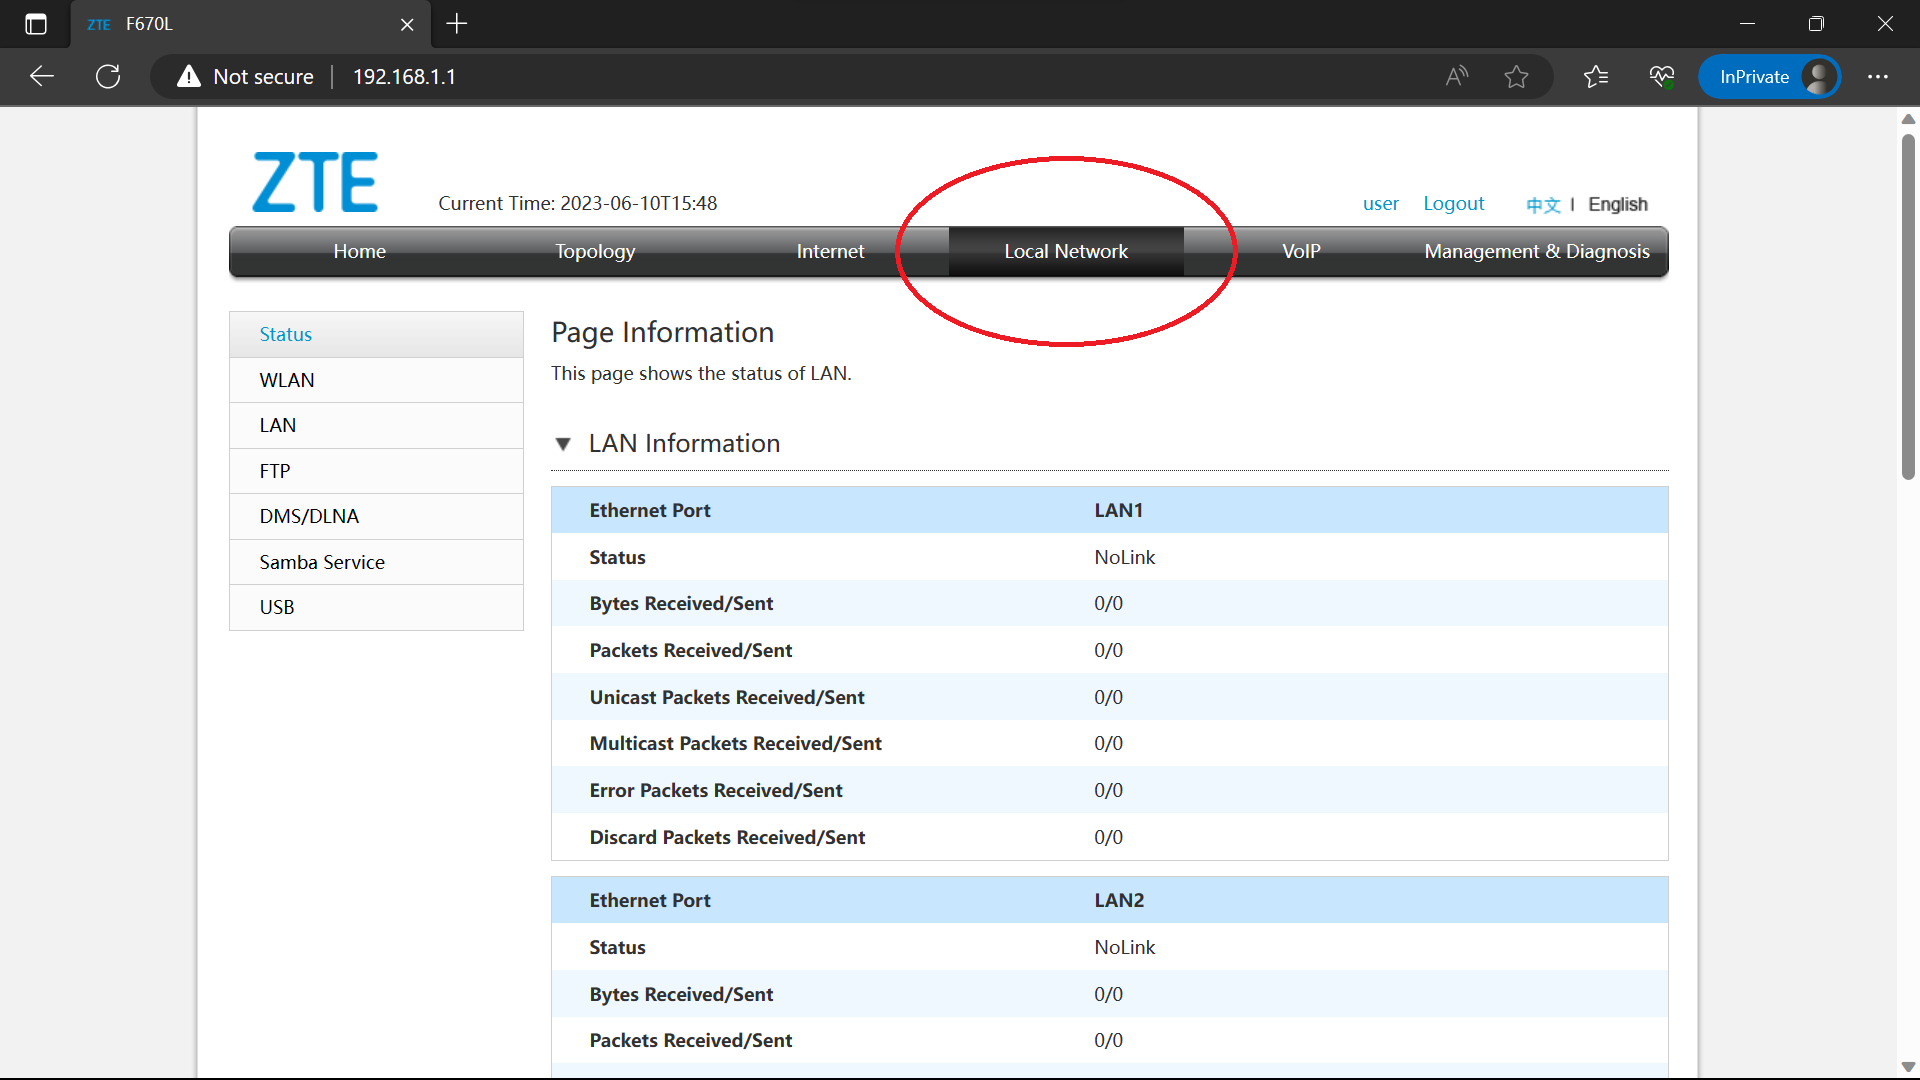 ZTE F670L
Not secure 192.168.1.1
InPrivate
ZTE
Current Time: 2023-06-10T15:48
user Logout 中文 | English
Home Topology Internet Local Network VoIP Management & Diagnosis
Status
WLAN
LAN
FTP
DMS/DLNA
Samba Service
USB
Page Information
This page shows the status of LAN.
LAN Information
Ethernet Port LAN1
Status NoLink
Bytes Received/Sent 0/0
Packets Received/Sent 0/0
Unicast Packets Received/Sent 0/0
Multicast Packets Received/Sent 0/0
Error Packets Received/Sent 0/0
Discard Packets Received/Sent 0/0
Ethernet Port LAN2
Status NoLink
Bytes Received/Sent 0/0
Packets Received/Sent 0/0